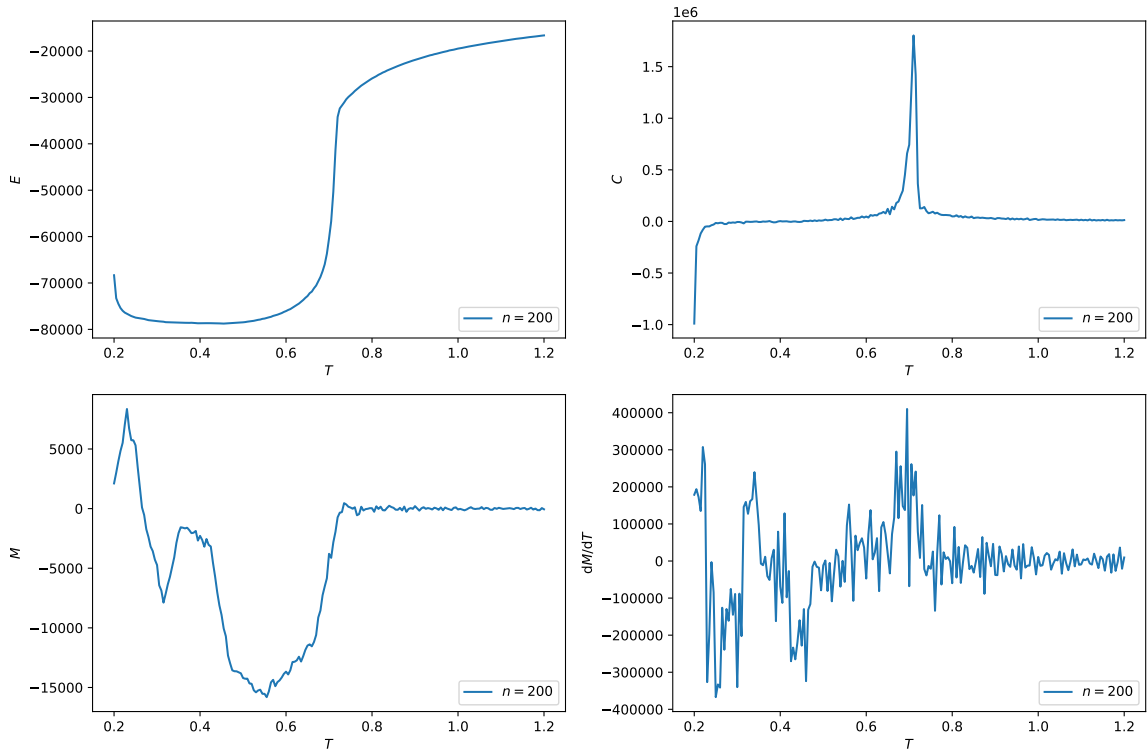 −20000
−30000
−40000
−50000
−60000
−70000
−80000
E
0.2 0.4 0.6 0.8 1.0 1.2
T
n = 200
1e6
1.5
1.0
0.5
0.0
−0.5
−1.0
C
0.2 0.4 0.6 0.8 1.0 1.2
T
n = 200
5000
0
−5000
−10000
−15000
M
0.2 0.4 0.6 0.8 1.0 1.2
T
n = 200
400000
300000
200000
100000
0
−100000
−200000
−300000
−400000
dM/dT
0.2 0.4 0.6 0.8 1.0 1.2
T
n = 200